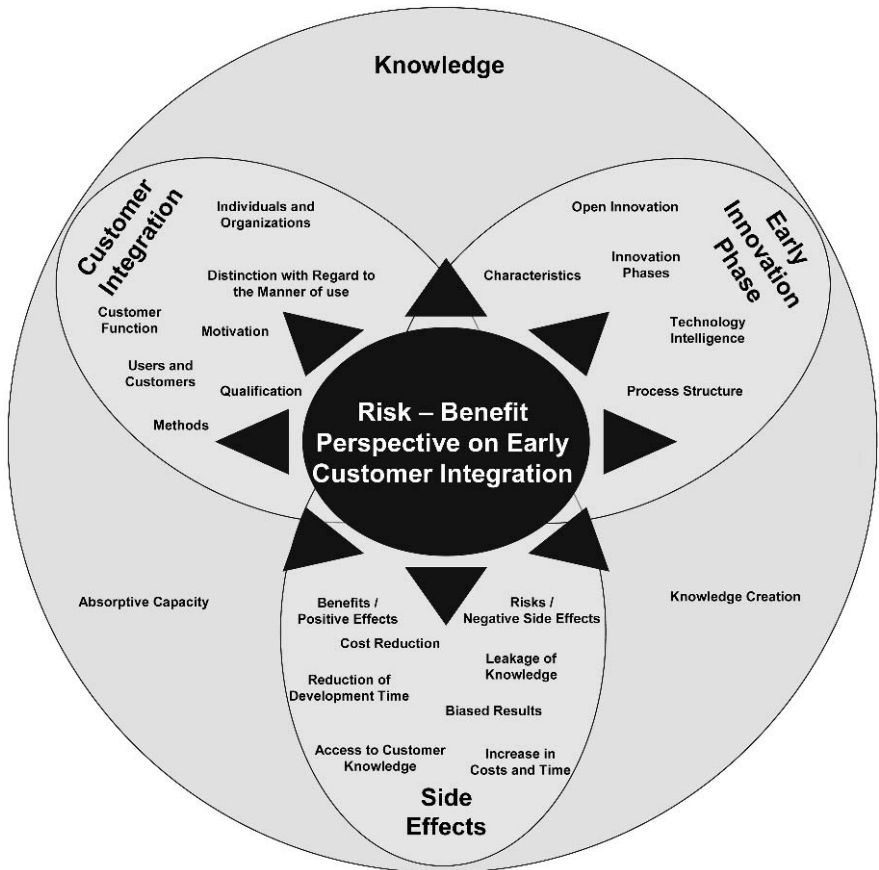 Knowledge
Customer
Integration
Individuals and
Organizations
Distinction with Regard to
the Manner of use
Customer
Function
Motivation
Users and
Customers
Qualification
Methods
Early
Innovation
Phase
Open Innovation
Innovation
Phases
Characteristics
Technology
Intelligence
Process Structure
Risk – Benefit
Perspective on Early
Customer Integration
Absorptive Capacity
Knowledge Creation
Benefits /
Positive Effects
Cost Reduction
Reduction of
Development Time
Access to Customer
Knowledge
Risks /
Negative Side Effects
Leakage of
Knowledge
Biased Results
Increase in
Costs and Time
Side
Effects